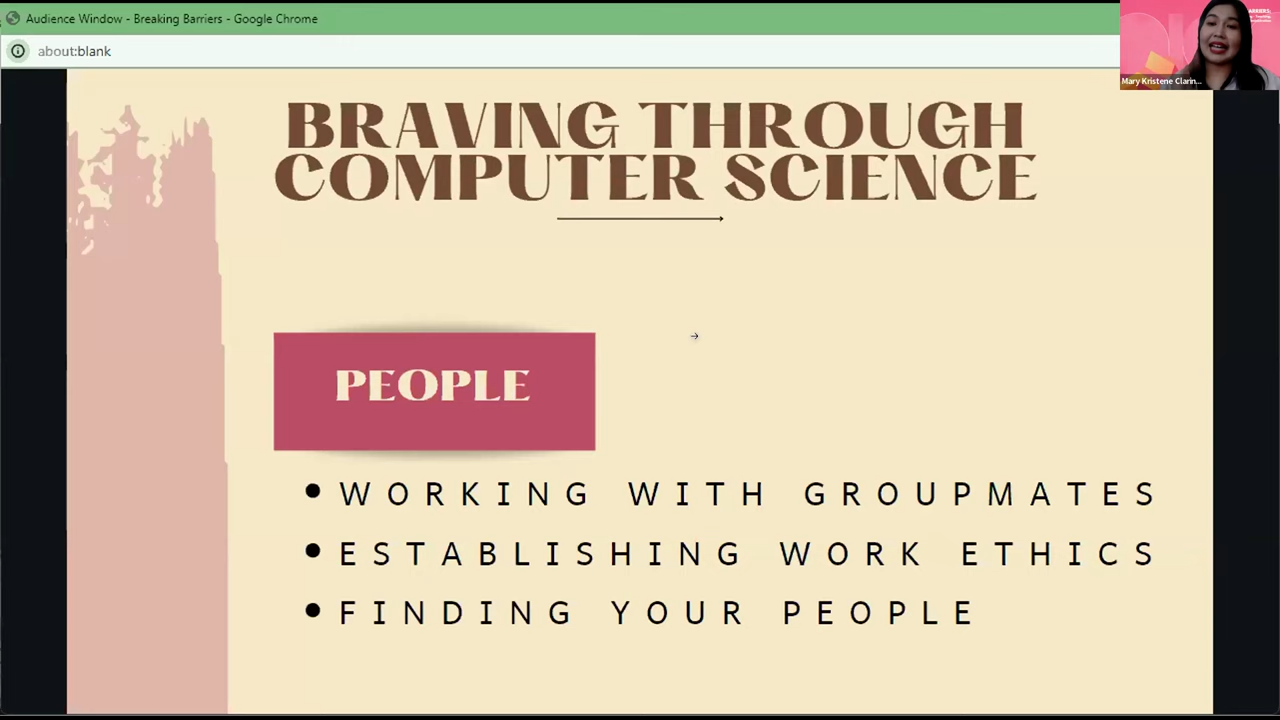 Audience Window - Breaking Barriers - Google Chrome
about:blank
Mary Kristene Clarin...
BRAVING THROUGH
COMPUTER SCIENCE
PEOPLE
• WORKING WITH GROUPMATES
• ESTABLISHING WORK ETHICS
• FINDING YOUR PEOPLE